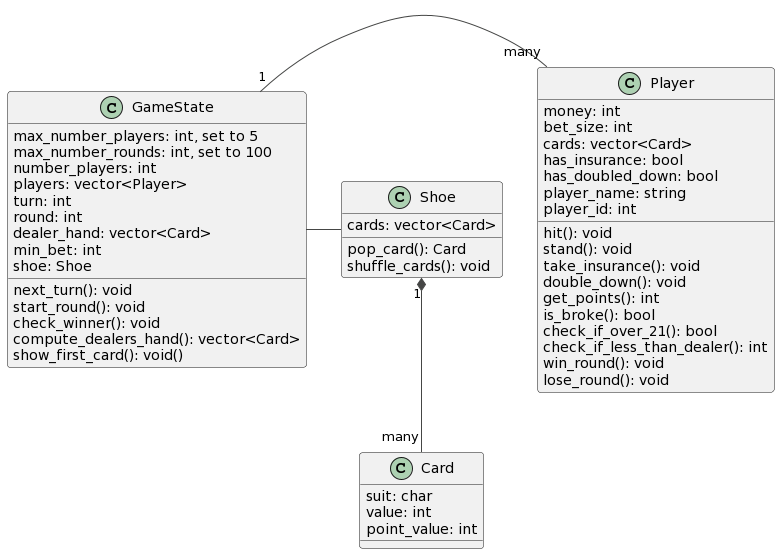 1
many
C GameState
max_number_players: int, set to 5
max_number_rounds: int, set to 100
number_players: int
players: vector<Player>
turn: int
round: int
dealer_hand: vector<Card>
min_bet: int
shoe: Shoe
next_turn(): void
start_round(): void
check_winner(): void
compute_dealers_hand(): vector<Card>
show_first_card(): void()
C Shoe
cards: vector<Card>
pop_card(): Card
shuffle_cards(): void
C Player
money: int
bet_size: int
cards: vector<Card>
has_insurance: bool
has_doubled_down: bool
player_name: string
player_id: int
hit(): void
stand(): void
take_insurance(): void
double_down(): void
get_points(): int
is_broke(): bool
check_if_over_21(): bool
check_if_less_than_dealer(): int
win_round(): void
lose_round(): void
1
many
C Card
suit: char
value: int
point_value: int